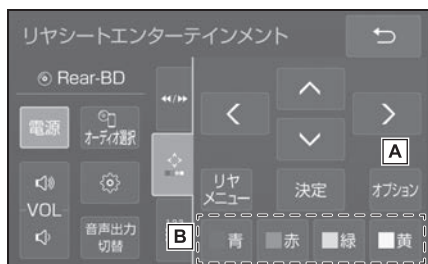 リヤシートエンターテインメント
Rear-BD
電源
オーディオ選択
VOL
音声出力
切替
A
リヤ
メニュー
決定
オプション
B
青
赤
緑
黄